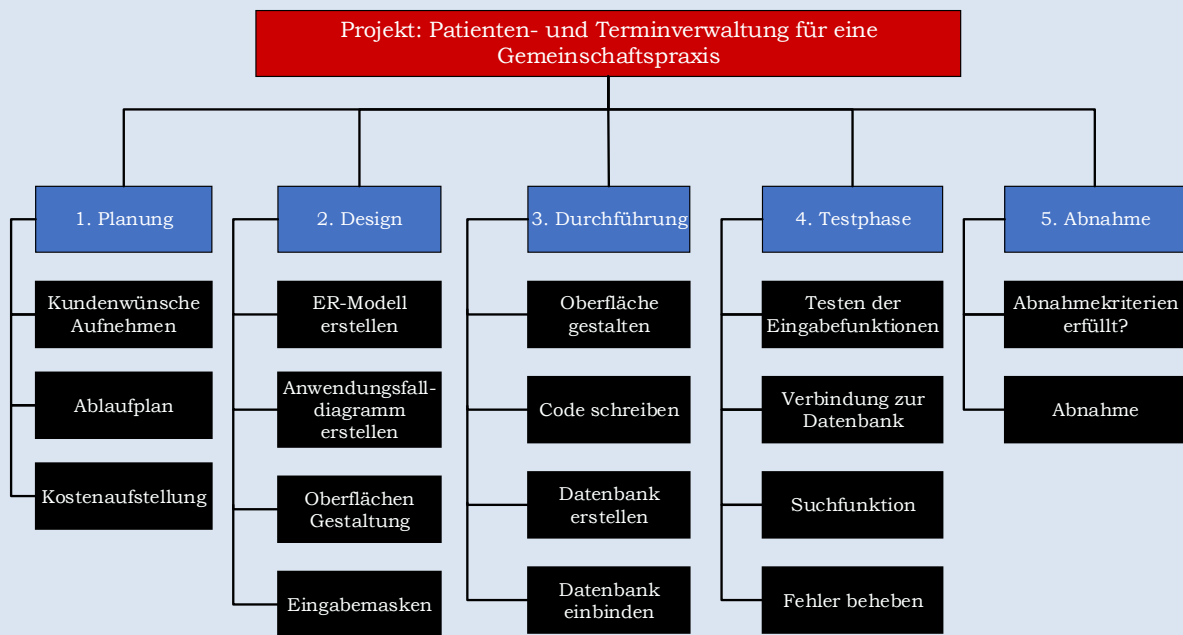 Projekt: Patienten- und Terminverwaltung für eine
Gemeinschaftspraxis
1. Planung
Kundenwünsche
Aufnehmen
Ablaufplan
Kostenaufstellung
2. Design
ER-Modell
erstellen
Anwendungsfall-
diagramm
erstellen
Oberflächen
Gestaltung
Eingabemasken
3. Durchführung
Oberfläche
gestalten
Code schreiben
Datenbank
erstellen
Datenbank
einbinden
4. Testphase
Testen der
Eingabefunktionen
Verbindung zur
Datenbank
Suchfunktion
Fehler beheben
5. Abnahme
Abnahmekriterien
erfüllt?
Abnahme